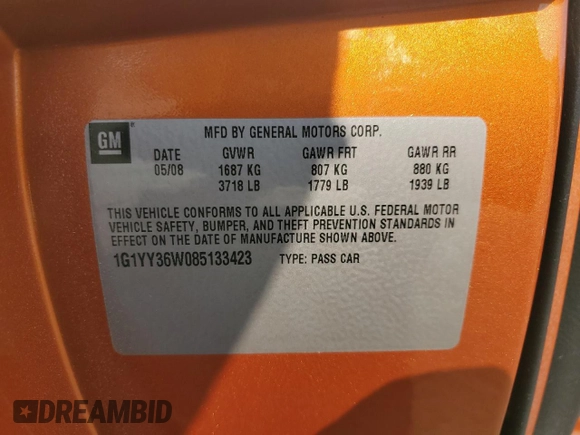 GM
MFD BY GENERAL MOTORS CORP.
DATE GVWR GAWR FRT GAWR RR
05/08 1687 KG 807 KG 880 KG
3718 LB 1779 LB 1939 LB
THIS VEHICLE CONFORMS TO ALL APPLICABLE U.S. FEDERAL MOTOR
VEHICLE SAFETY, BUMPER, AND THEFT PREVENTION STANDARDS IN
EFFECT ON THE DATE OF MANUFACTURE SHOWN ABOVE.
1G1YY36W085133423 TYPE: PASS CAR
DREAMBID